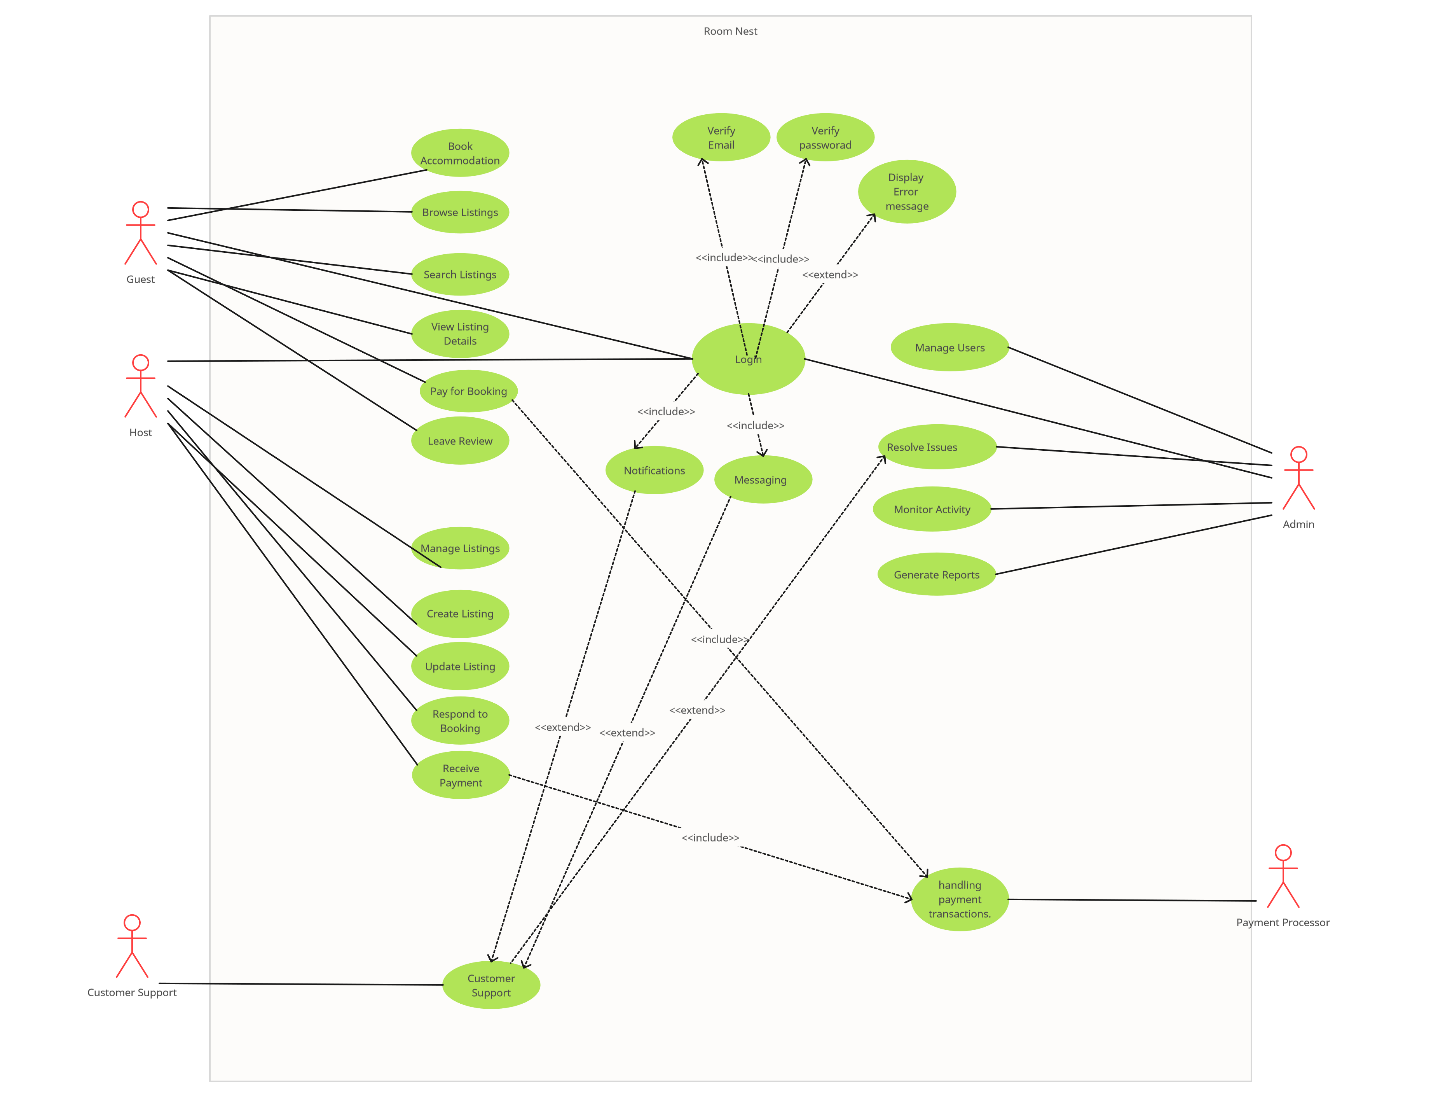 Room Nest
Verify
Email
Verify
passworad
Book
Accommodation
Display
Error
message
Browse Listings
Guest
<<include>>
<<include>>
<<extend>>
Search Listings
View Listing
Details
Login
Manage Users
Host
Pay for Booking
<<include>>
<<include>>
Leave Review
Resolve Issues
Notifications
Messaging
Monitor Activity
Admin
Manage Listings
Generate Reports
Create Listing
<<include>>
Update Listing
<<extend>>
Respond to
Booking
<<extend>>
<<extend>>
Receive
Payment
<<include>>
handling
payment
transactions.
Payment Processor
Customer Support
Customer
Support